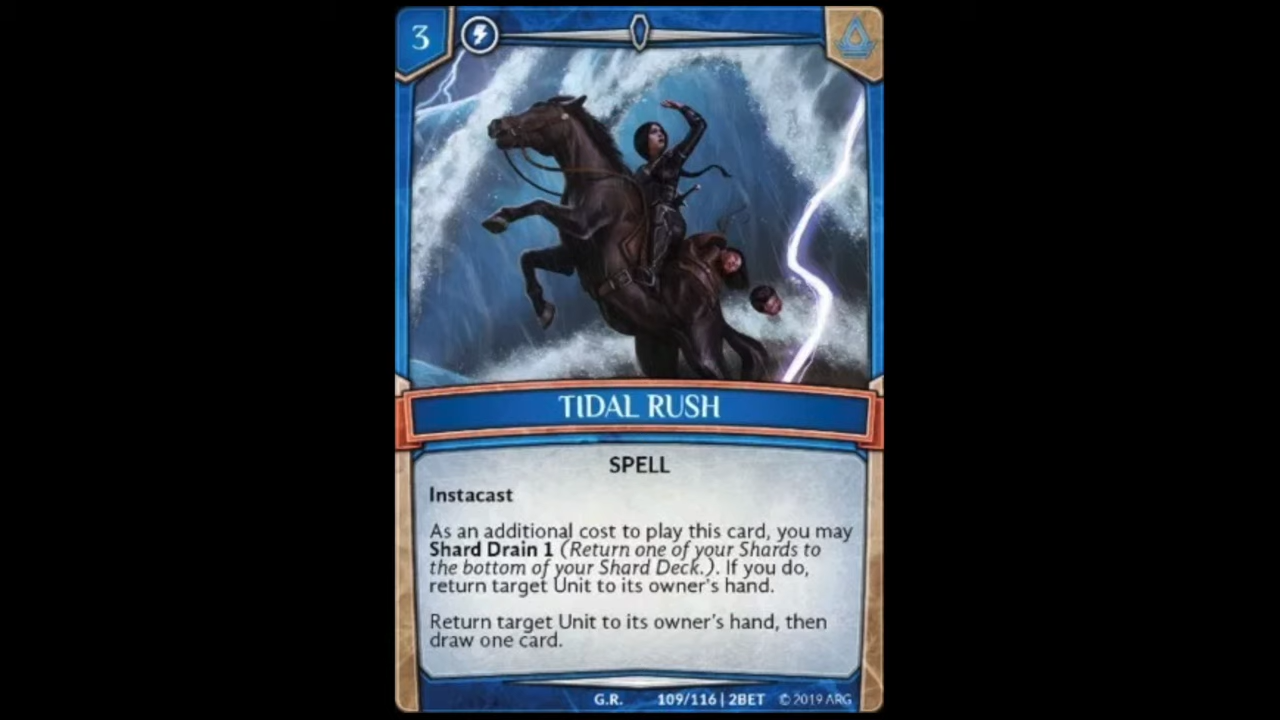 3
TIDAL RUSH
SPELL
Instacast
As an additional cost to play this card, you may
Shard Drain 1 (Return one of your Shards to
the bottom of your Shard Deck.). If you do,
return target Unit to its owner's hand.
Return target Unit to its owner's hand, then
draw one card.
G.R. 109/116 | 2BET © 2019 ARG